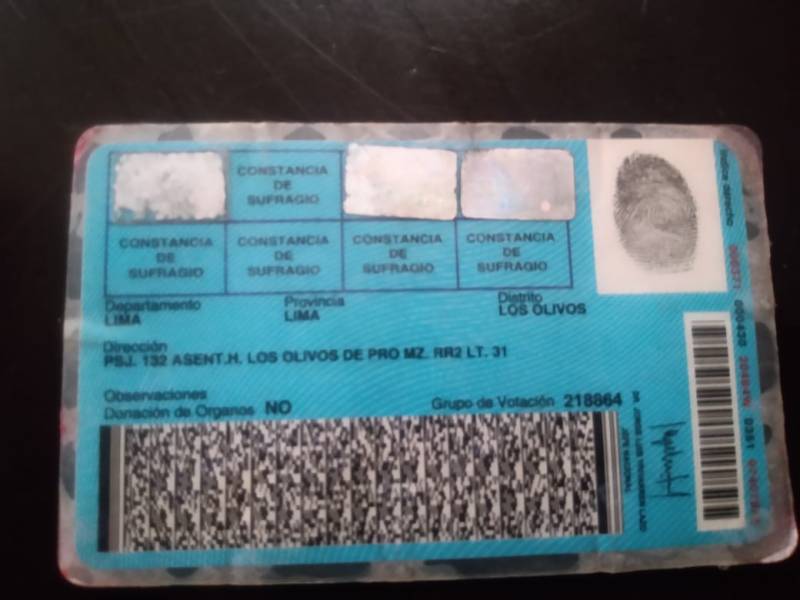 CONSTANCIA
DE
SUFRAGIO
CONSTANCIA
DE
SUFRAGIO
CONSTANCIA
DE
SUFRAGIO
CONSTANCIA
DE
SUFRAGIO
CONSTANCIA
DE
SUFRAGIO
Departamento
LIMA
Provincia
LIMA
Distrito
LOS OLIVOS
Dirección
PSJ. 132 ASENT.H. LOS OLIVOS DE PRO MZ. RR2 LT. 31
Observaciones
Donación de Organos NO
Grupo de Votación 218864
JEFE NACIONAL
derecho